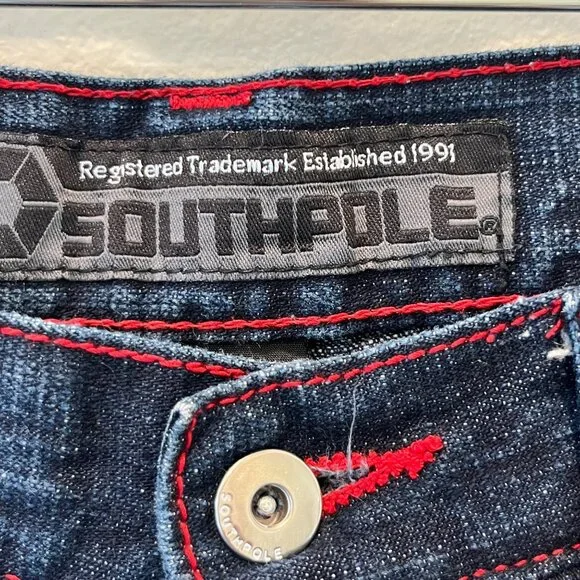 Registered Trademark Established 1991
SOUTHPOLE®
SOUTHPOLE